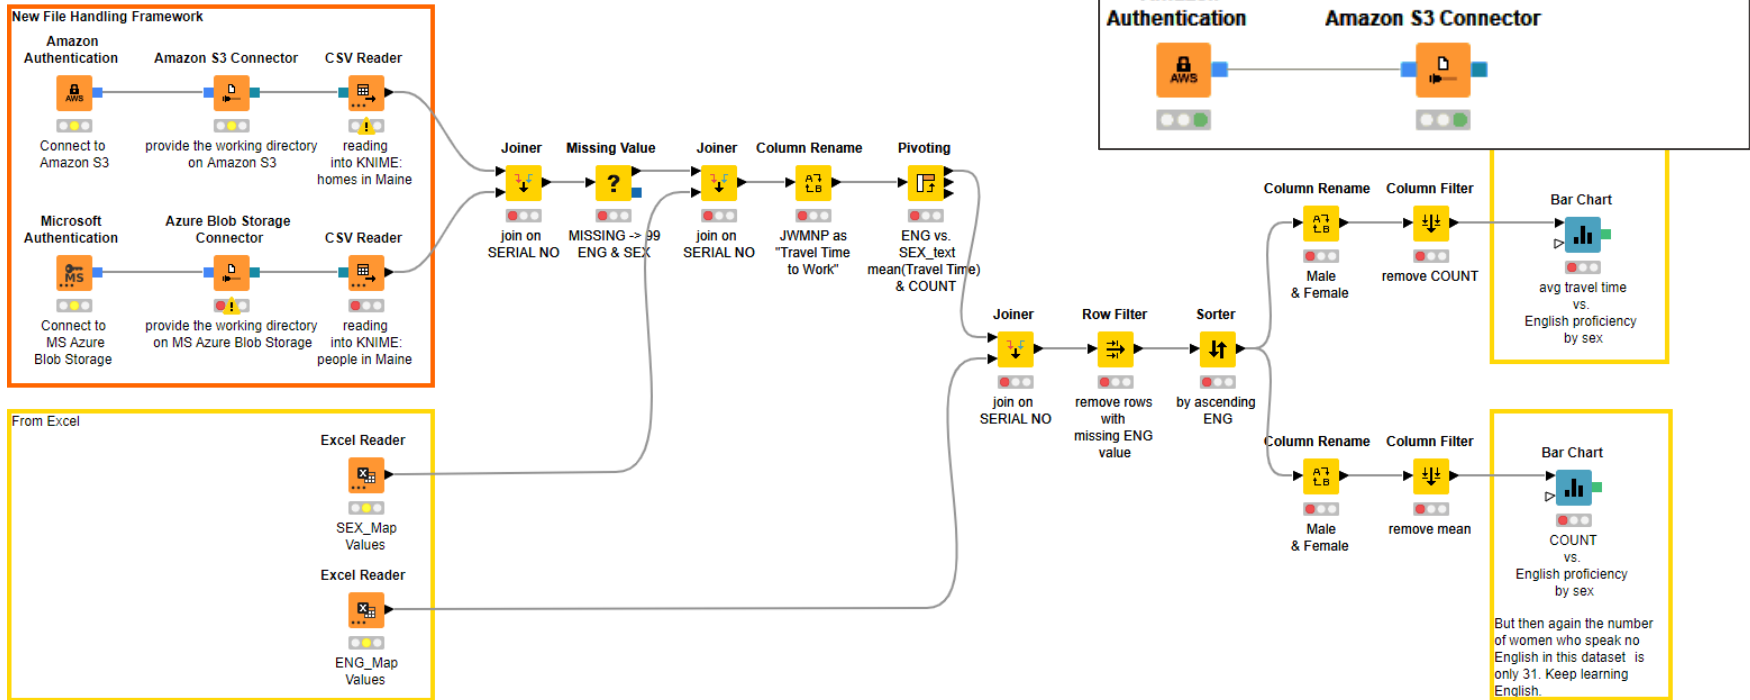 New File Handling Framework
Amazon
Authentication
Amazon S3 Connector
CSV Reader
AWS
Connect to
Amazon S3
provide the working directory
on Amazon S3
reading
into KNIME:
homes in Maine
Microsoft
Authentication
Azure Blob Storage
Connector
CSV Reader
MS
Connect to
MS Azure
Blob Storage
provide the working directory
on MS Azure Blob Storage
reading
into KNIME:
people in Maine
From Excel
Excel Reader
SEX_Map
Values
Excel Reader
ENG_Map
Values
Joiner
join on
SERIAL NO
Missing Value
?
MISSING -> 99
ENG & SEX
Joiner
join on
SERIAL NO
Column Rename
A
B
JWMNP as
"Travel Time
to Work"
Pivoting
ENG vs.
SEX_text
mean(Travel Time)
& COUNT
Joiner
join on
SERIAL NO
Row Filter
remove rows
with
missing ENG
value
Sorter
by ascending
ENG
Authentication
Amazon S3 Connector
AWS
Column Rename
A
B
Male
& Female
Column Filter
remove COUNT
Bar Chart
avg travel time
vs.
English proficiency
by sex
Column Rename
A
B
Male
& Female
Column Filter
remove mean
Bar Chart
COUNT
vs.
English proficiency
by sex
But then again the number
of women who speak no
English in this dataset is
only 31. Keep learning
English.